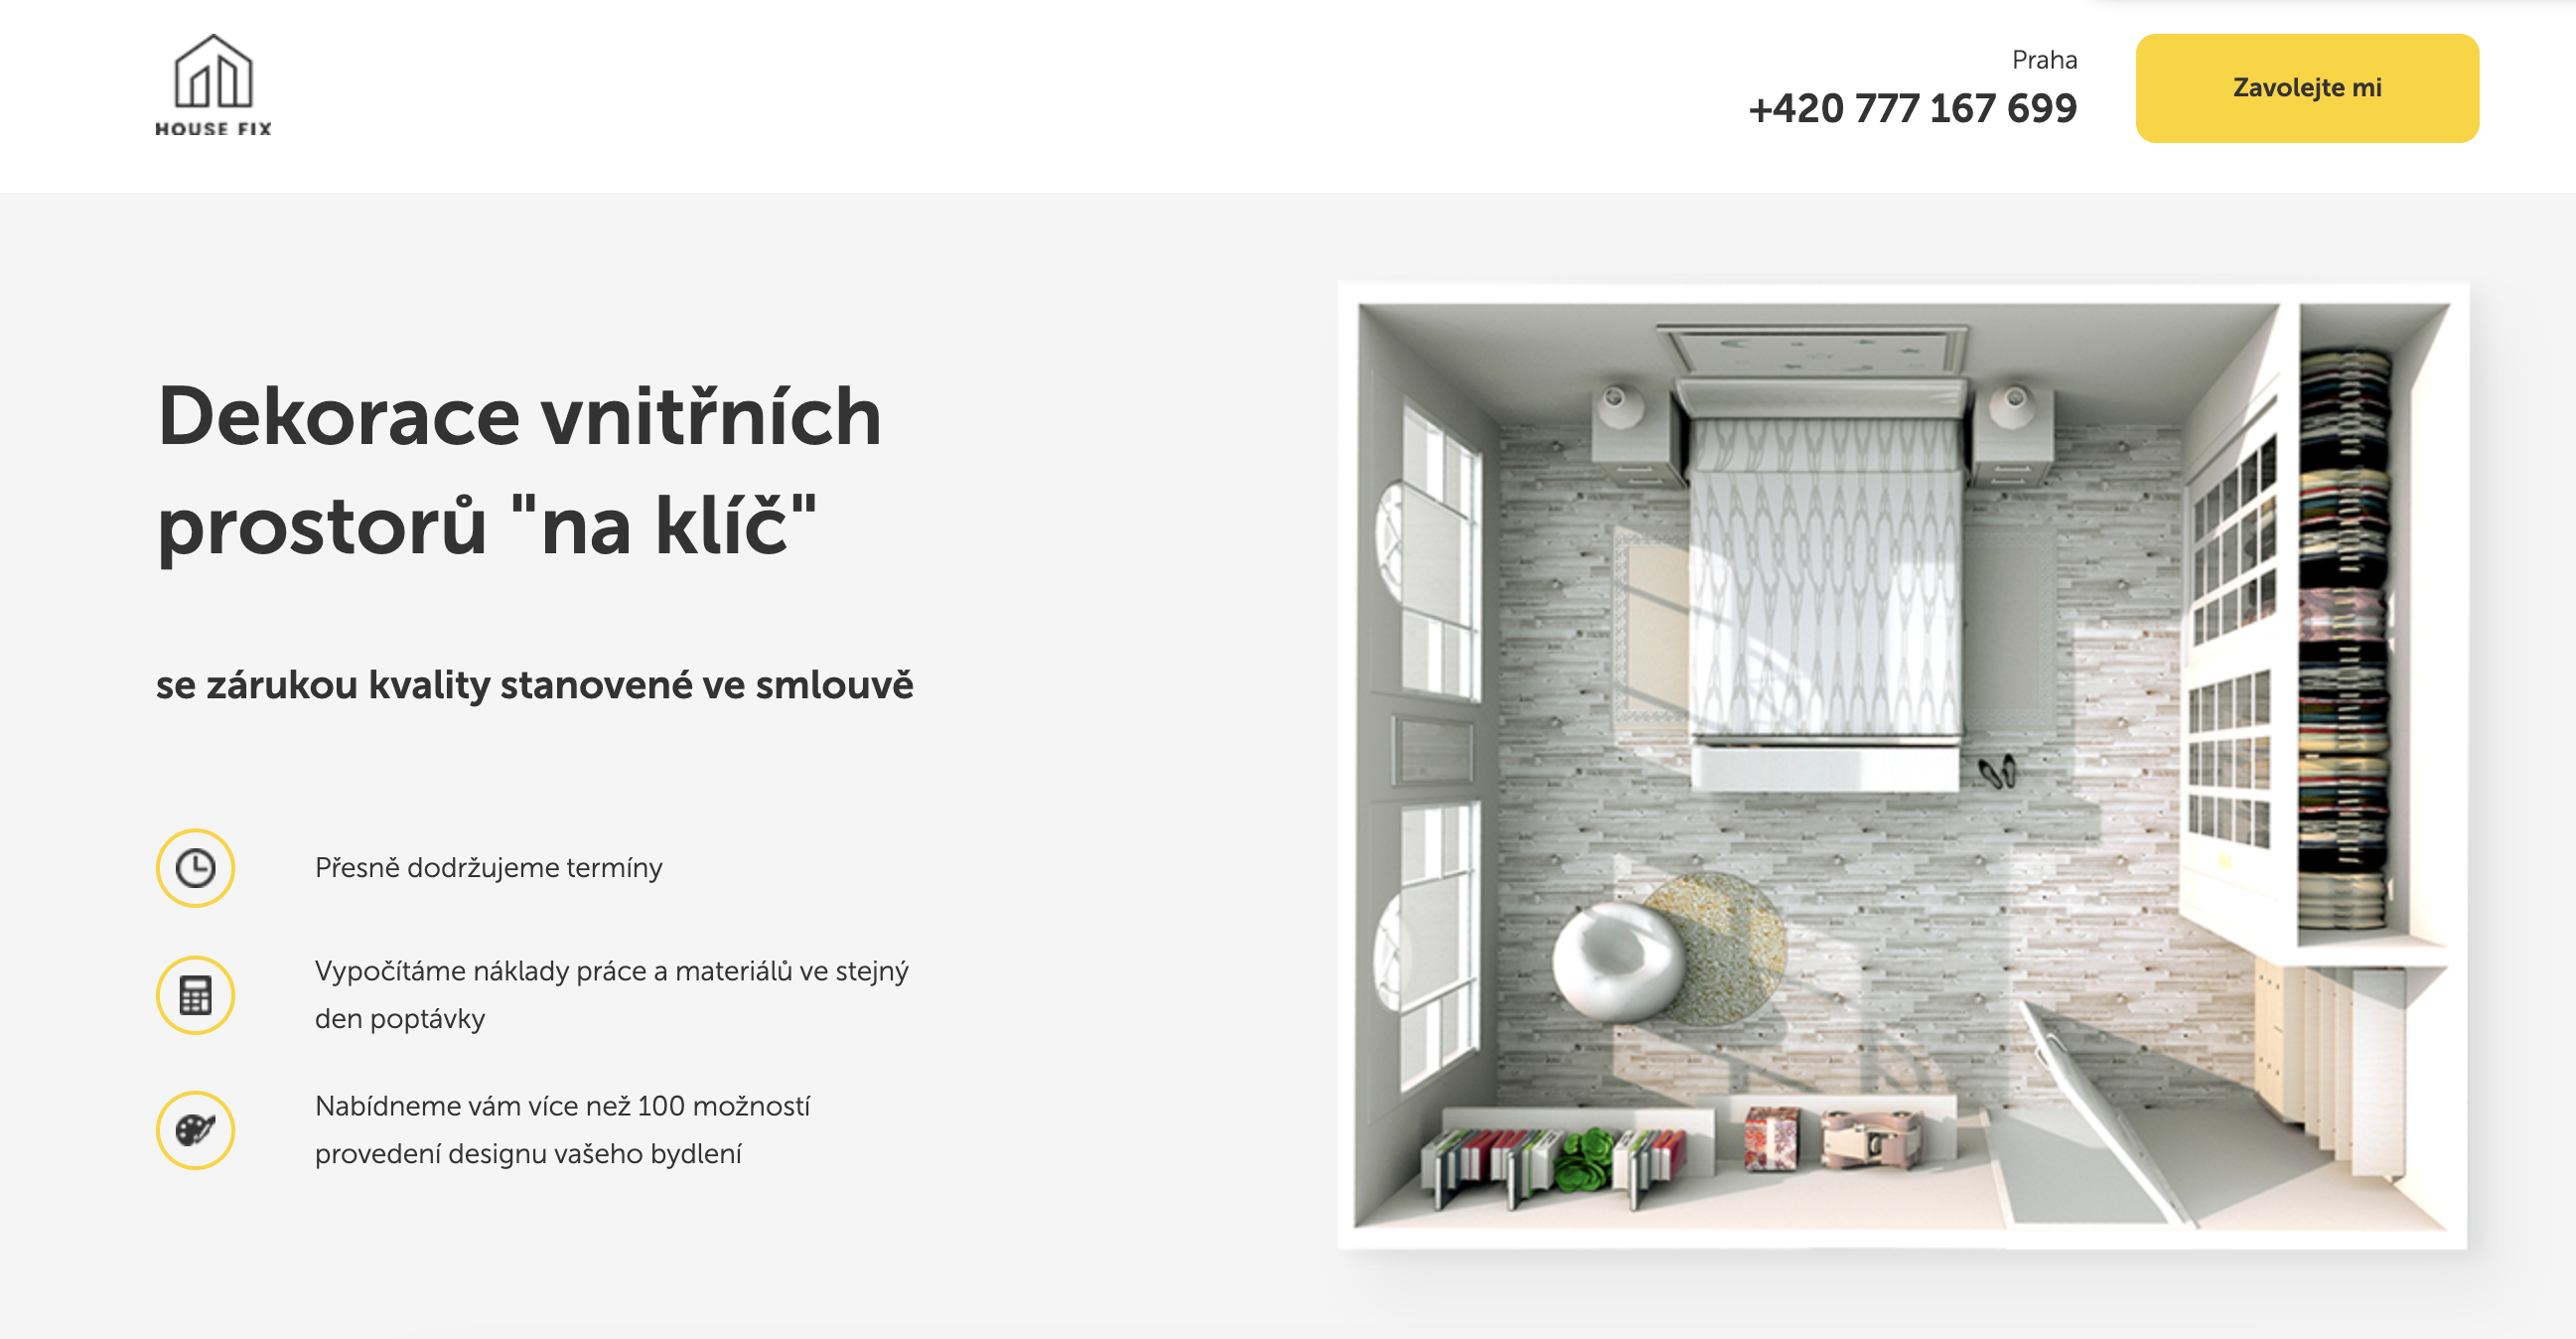 HOUSE FIX
Praha
+420 777 167 699
Zavolejte mi
Dekorace vnitřních
prostorů "na klíč"
se zárukou kvality stanovené ve smlouvě
Přesně dodržujeme termíny
Vypočítáme náklady práce a materiálů ve stejný
den poptávky
Nabídneme vám více než 100 možností
provedení designu vašeho bydlení